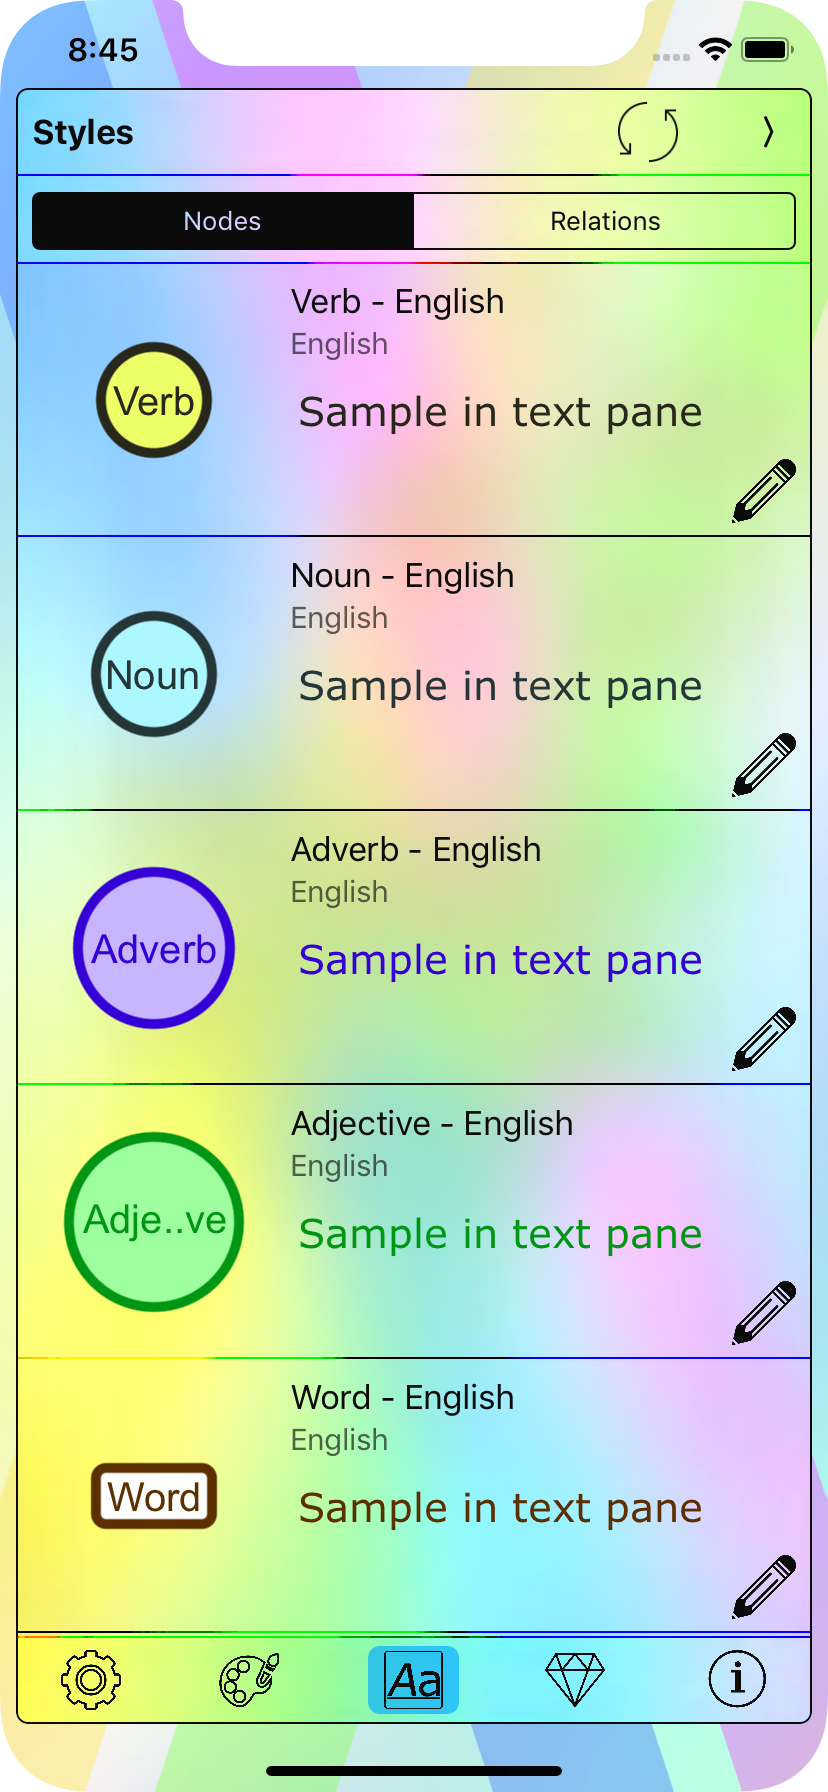 8:45
Styles
Nodes
Relations
Verb - English
English
Verb
Sample in text pane
Noun - English
English
Noun
Sample in text pane
Adverb - English
English
Adverb
Sample in text pane
Adjective - English
English
Adje..ve
Sample in text pane
Word - English
English
Word
Sample in text pane
Aa
i